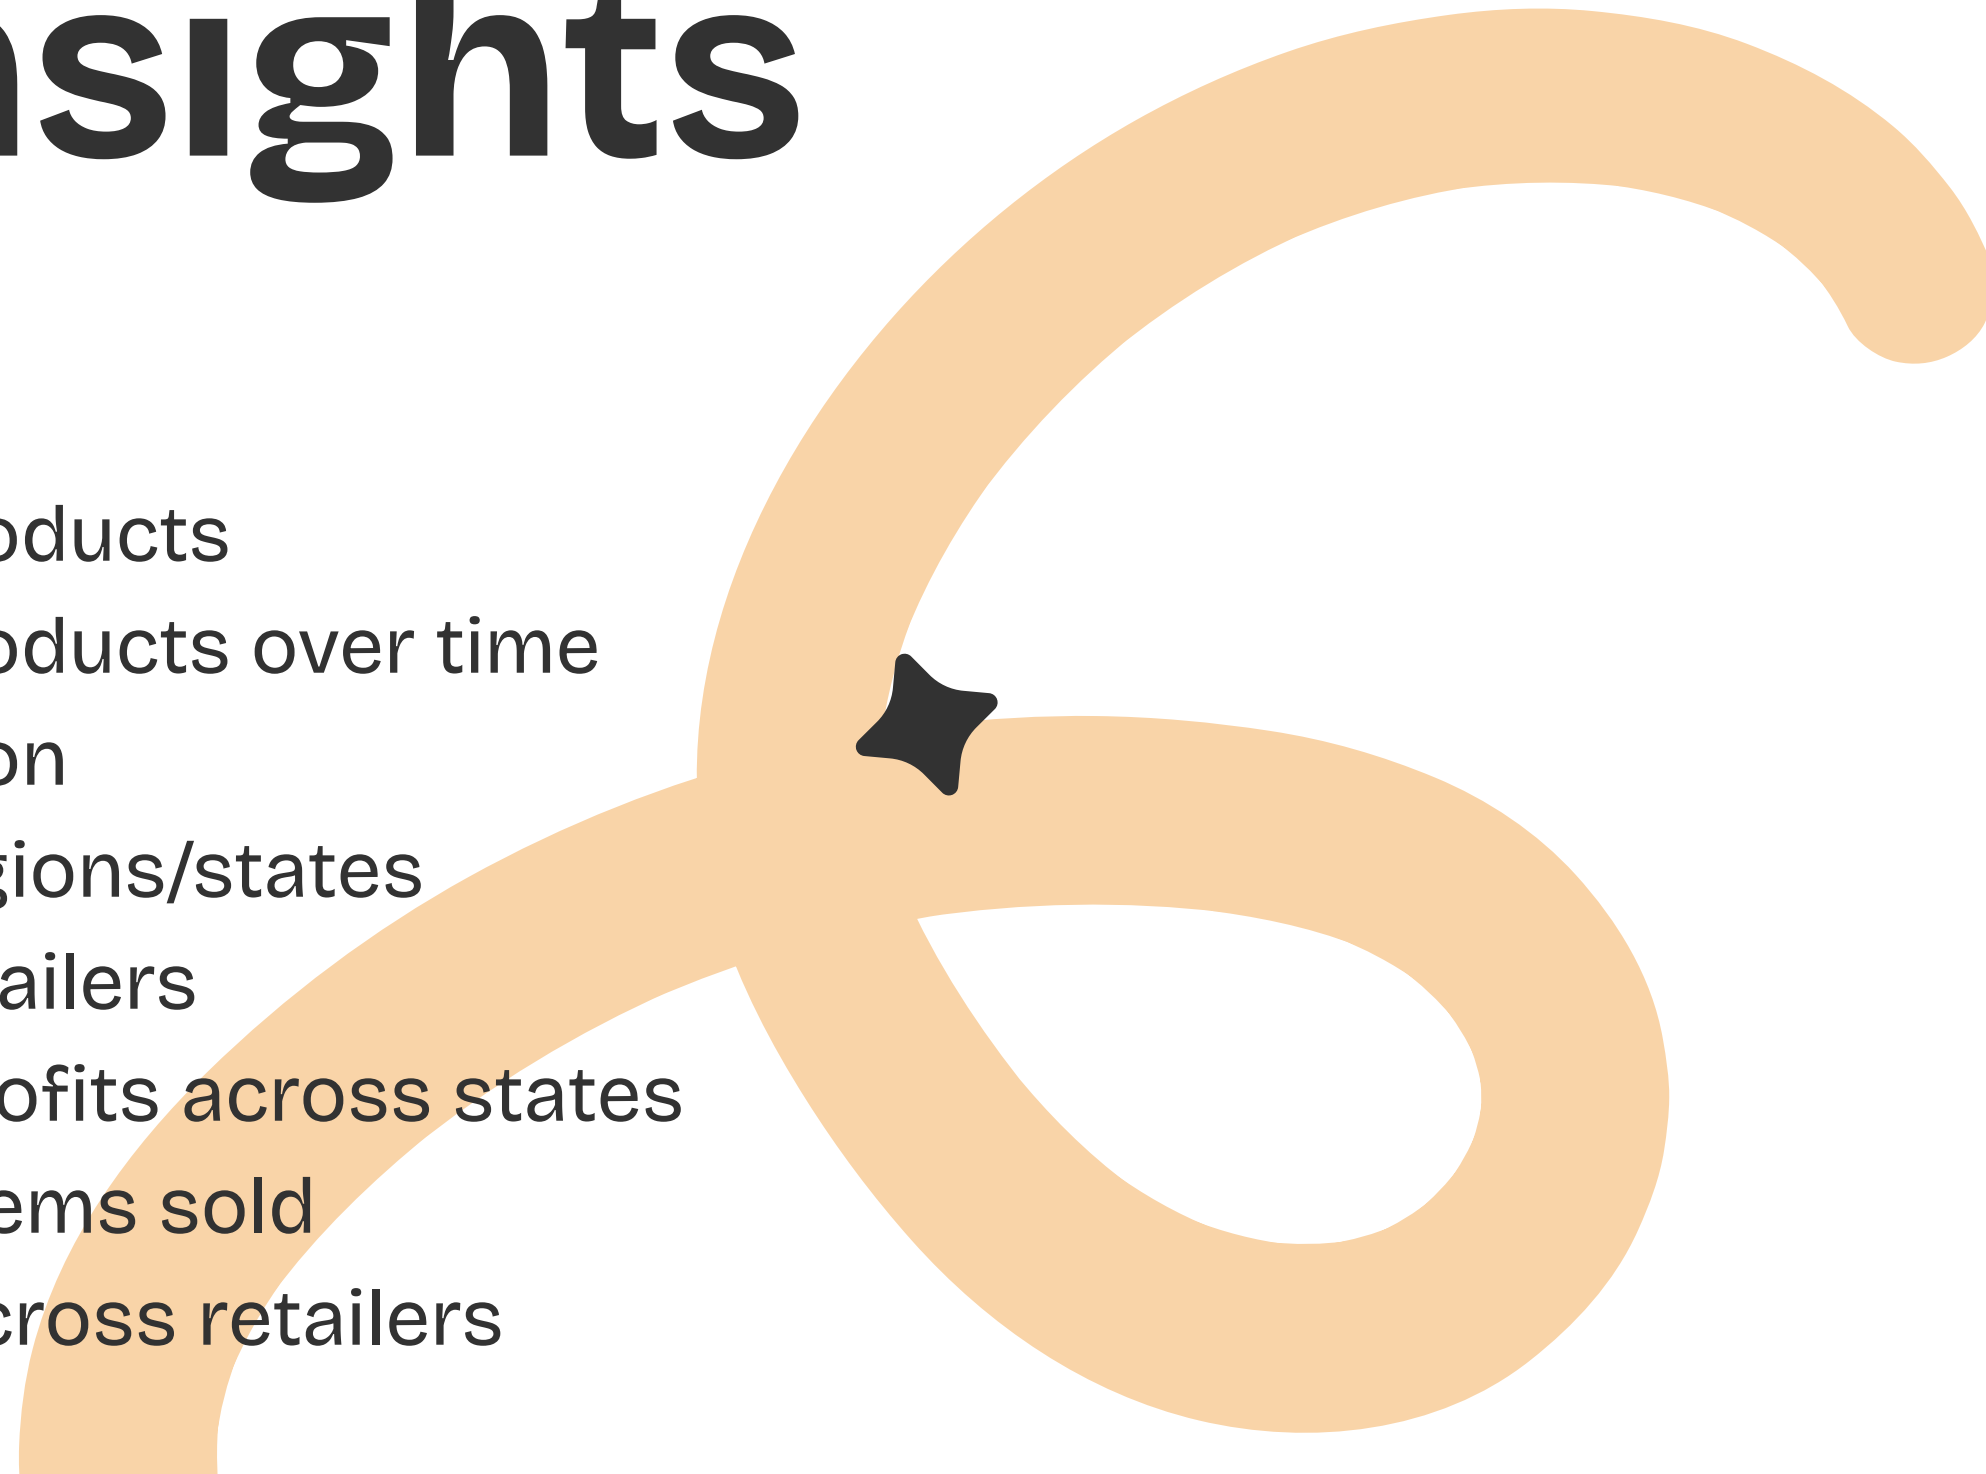 nsights
oducts
oducts over time
on
gions/states
ailers
ofits across states
ems sold
cross retailers